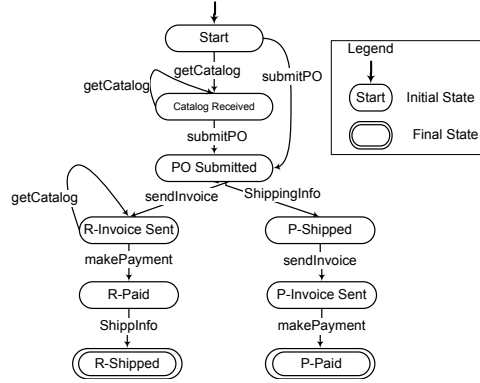 Start
getCatalog
submitPO
getCatalog
Catalog Received
submitPO
PO Submitted
sendInvoice
ShippingInfo
getCatalog
R-Invoice Sent
P-Shipped
makePayment
sendInvoice
R-Paid
P-Invoice Sent
ShippInfo
makePayment
R-Shipped
P-Paid
Legend
Start Initial State
Final State